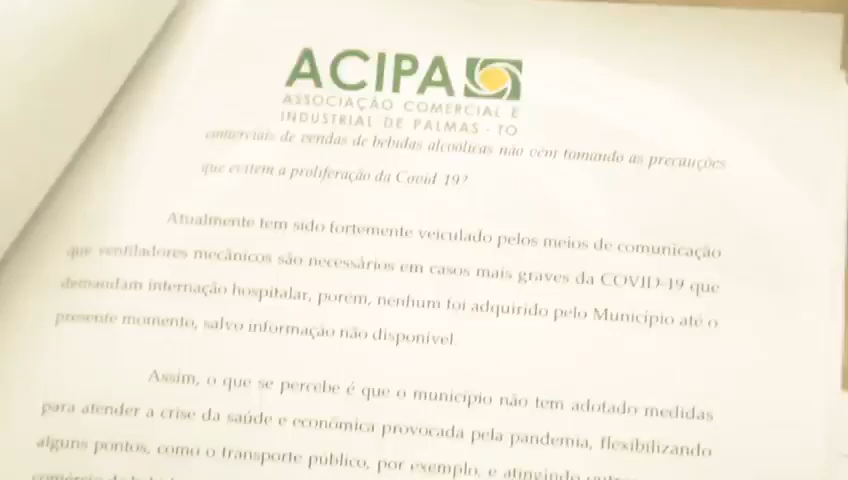 ACIPA
ASSOCIAÇÃO COMERCIAL E
INDUSTRIAL DE PALMAS - TO
comerciais de vendas de bebidas alcoólicas não vem tomando as precauções
que evitem a proliferação da Covid 19?
Atualmente tem sido fortemente veiculado pelos meios de comunicação
que ventiladores mecânicos são necessários em casos mais graves da COVID-19 que
demandam internação hospitalar, porém, nenhum foi adquirido pelo Município até o
presente momento, salvo informação não disponível.
Assim, o que se percebe é que o município não tem adotado medidas
para atender a crise da saúde e econômica provocada pela pandemia, flexibilizando
alguns pontos, como o transporte público, por exemplo, e atingindo